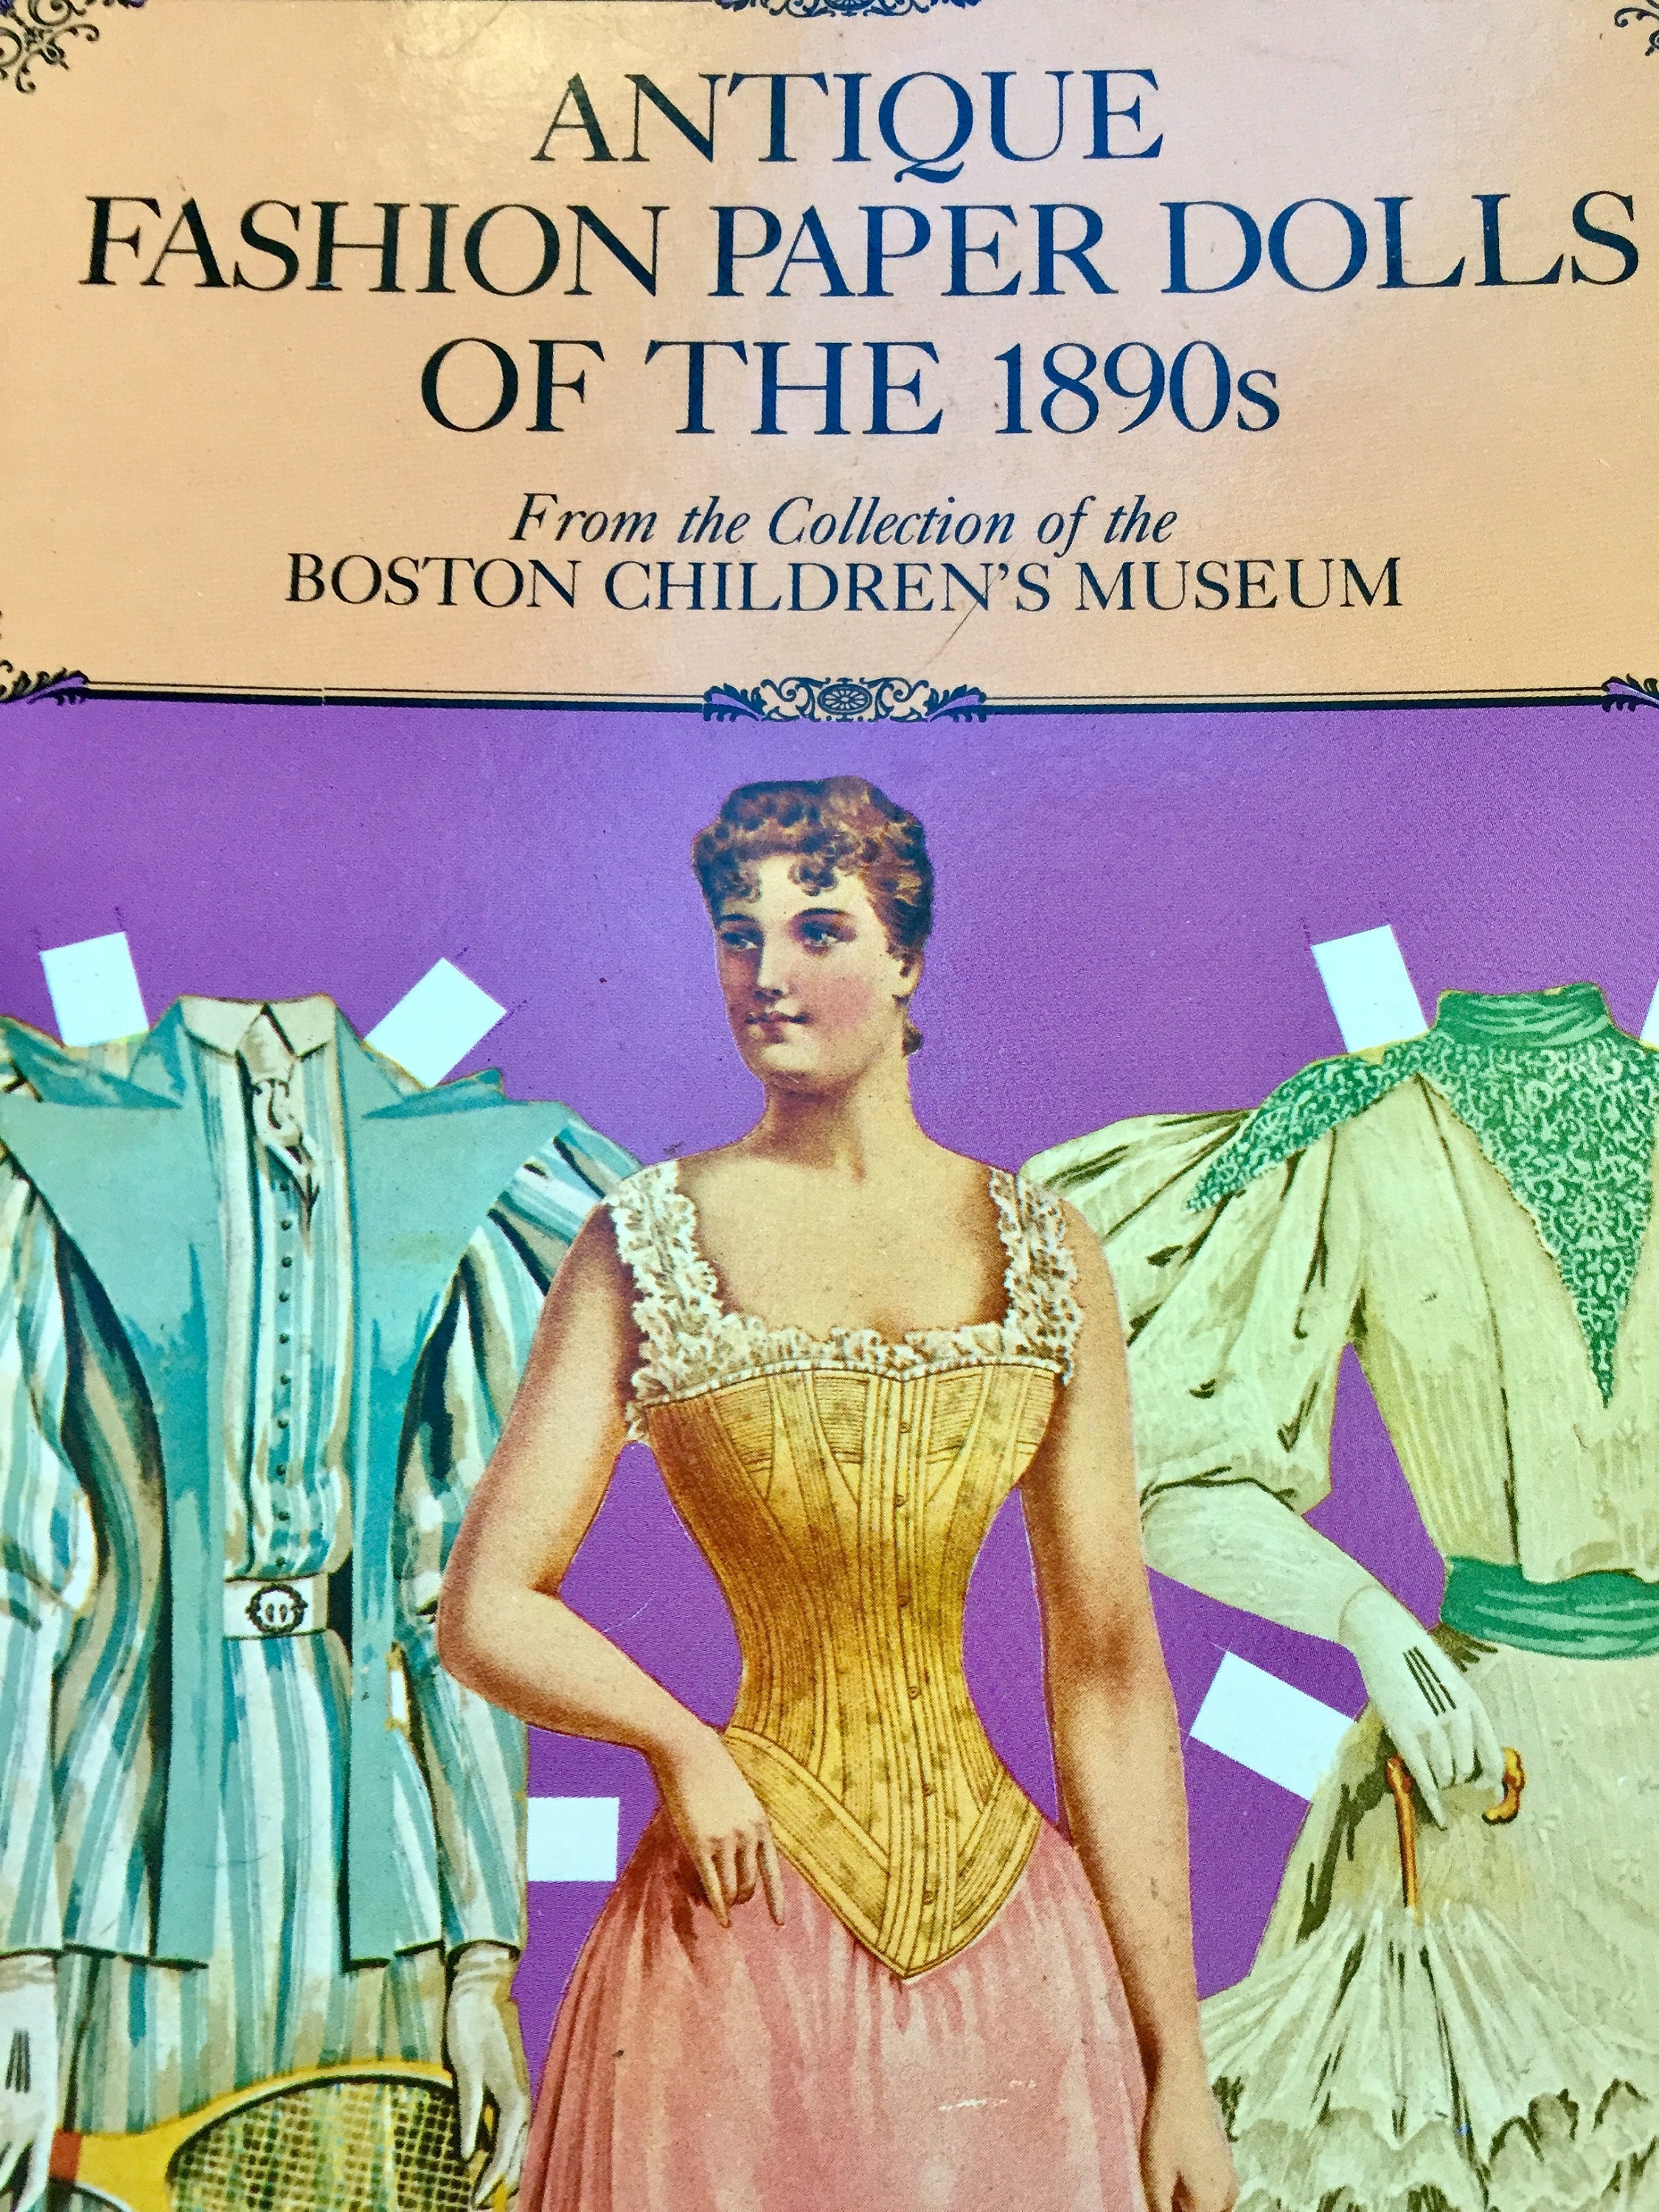 ANTIQUE
FASHION PAPER DOLLS
OF THE 1890s
From the Collection of the
BOSTON CHILDREN'S MUSEUM